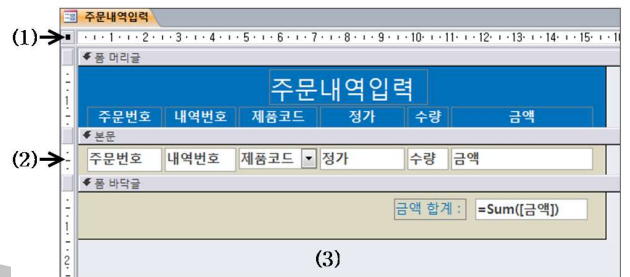 주문내역입력
(1) · 1 · 2 · 3 · 4 · 5 · 6 · 7 · 8 · 9 · 10 · 11 · 12 · 13 · 14 · 15 ·
폼 머리글
주문내역입력
주문번호 내역번호 제품코드 정가 수량 금액
1
본문
(2) 주문번호 내역번호 제품코드 정가 수량 금액
폼 바닥글
금액 합계 : =Sum([금액])
1
2
(3)